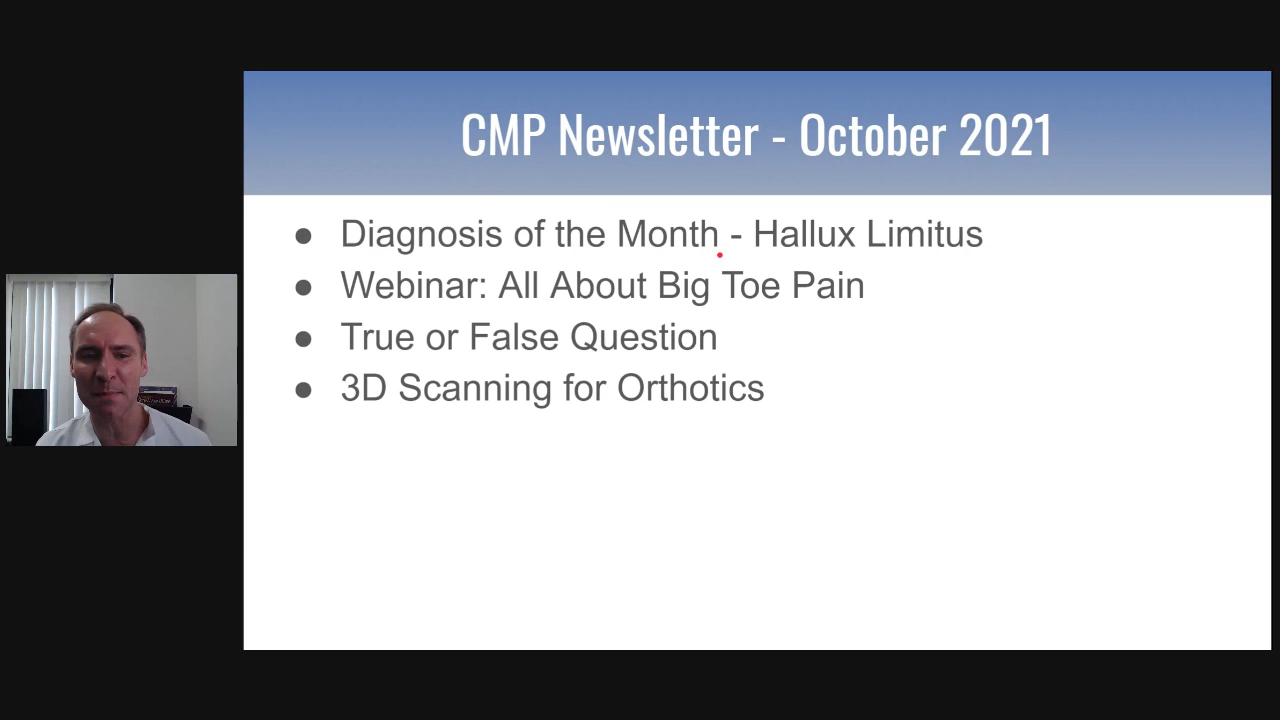 CMP Newsletter - October 2021
● Diagnosis of the Month - Hallux Limitus
● Webinar: All About Big Toe Pain
● True or False Question
● 3D Scanning for Orthotics